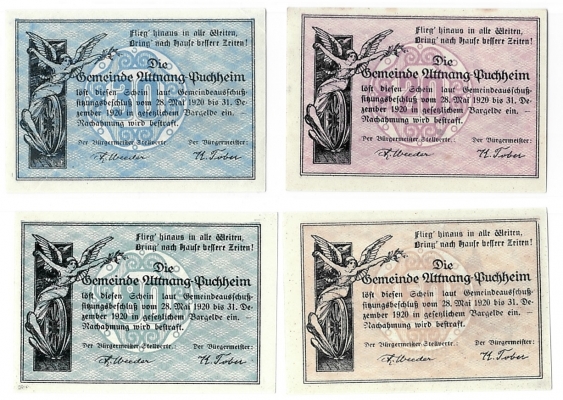 Flieg' hinaus in alle Weiten,
Bring' nach Hause bessere Zeiten!
Die
Gemeinde Attnang-Puchheim
löst diesen Schein laut Gemeindeausschuß-
sitzungsbeschluß vom 28. Mai 1920 bis 31. De-
zember 1920 in gesetzlichem Bargelde ein. —
Nachahmung wird bestraft.
Der Bürgermeister-Stellvertr.: Der Bürgermeister:
Flieg' hinaus in alle Weiten,
Bring' nach Hause bessere Zeiten!
Die
Gemeinde Attnang-Puchheim
löst diesen Schein laut Gemeindeausschuß-
sitzungsbeschluß vom 28. Mai 1920 bis 31. De-
zember 1920 in gesetzlichem Bargelde ein. —
Nachahmung wird bestraft.
Der Bürgermeister-Stellvertr.: Der Bürgermeister:
Flieg' hinaus in alle Weiten,
Bring' nach Hause bessere Zeiten!
Die
Gemeinde Attnang-Puchheim
löst diesen Schein laut Gemeindeausschuß-
sitzungsbeschluß vom 28. Mai 1920 bis 31. De-
zember 1920 in gesetzlichem Bargelde ein. —
Nachahmung wird bestraft.
Der Bürgermeister-Stellvertr.: Der Bürgermeister:
Flieg' hinaus in alle Weiten,
Bring' nach Hause bessere Zeiten!
Die
Gemeinde Attnang-Puchheim
löst diesen Schein laut Gemeindeausschuß-
sitzungsbeschluß vom 28. Mai 1920 bis 31. De-
zember 1920 in gesetzlichem Bargelde ein. —
Nachahmung wird bestraft.
Der Bürgermeister-Stellvertr.: Der Bürgermeister: